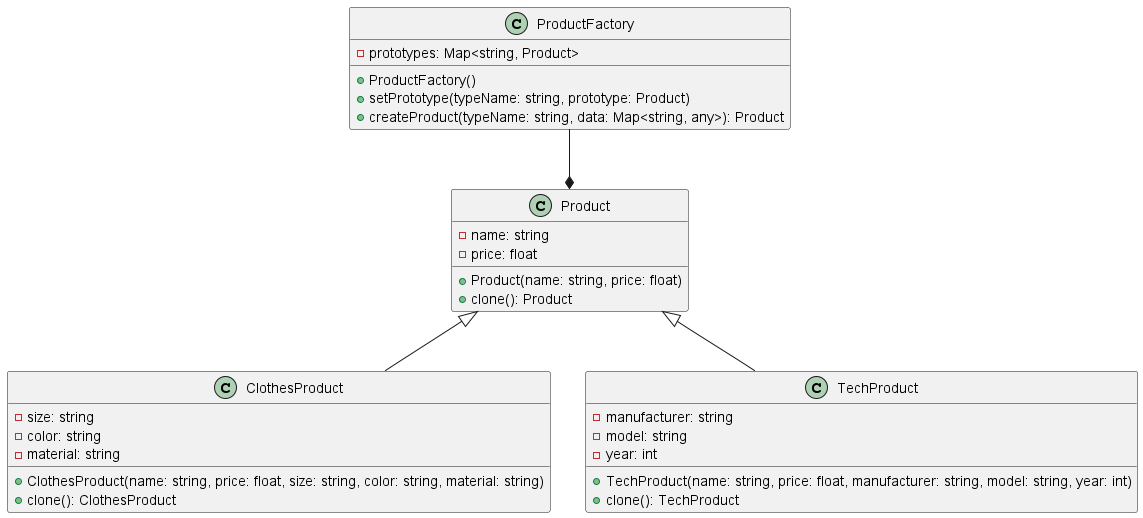 C ProductFactory
prototypes: Map<string, Product>
ProductFactory()
setPrototype(typeName: string, prototype: Product)
createProduct(typeName: string, data: Map<string, any>): Product
C Product
name: string
price: float
Product(name: string, price: float)
clone(): Product
C ClothesProduct
size: string
color: string
material: string
ClothesProduct(name: string, price: float, size: string, color: string, material: string)
clone(): ClothesProduct
C TechProduct
manufacturer: string
model: string
year: int
TechProduct(name: string, price: float, manufacturer: string, model: string, year: int)
clone(): TechProduct